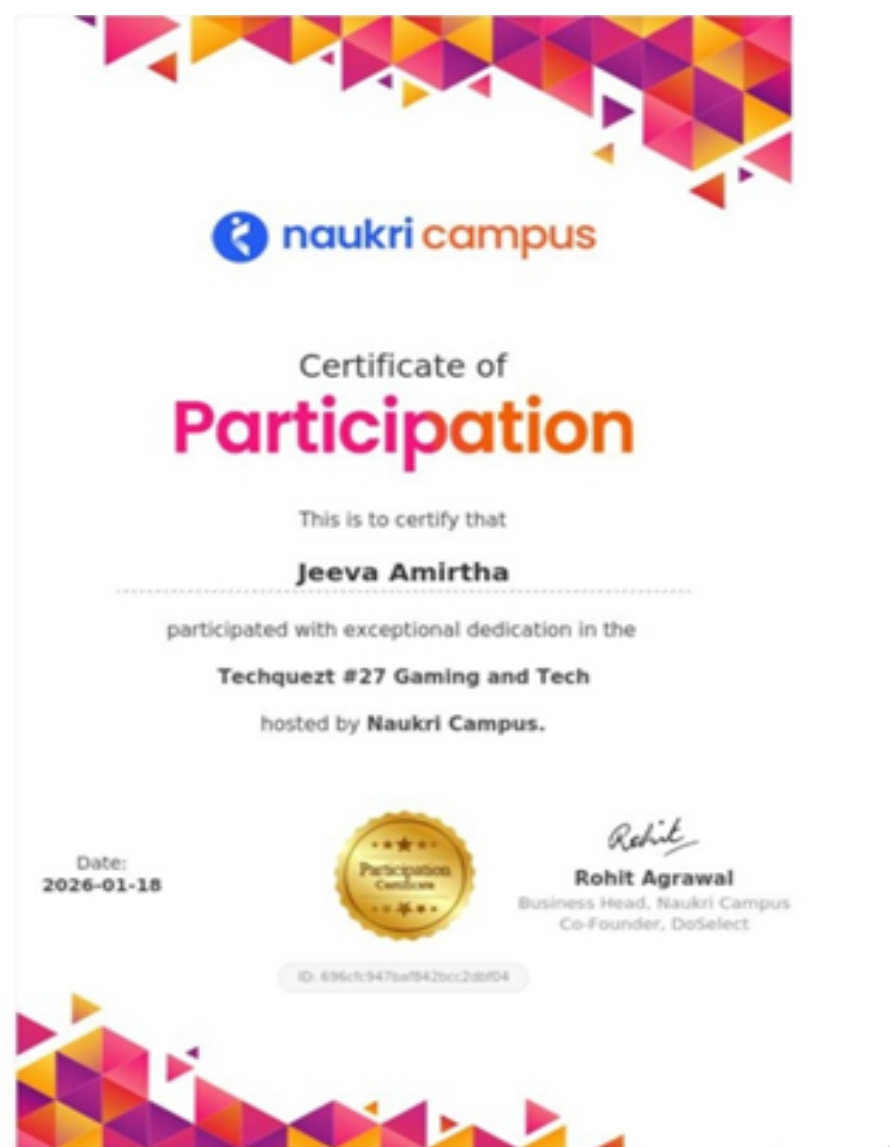 naukri campus
Certificate of
Participation
This is to certify that
Jeeva Amirtha
participated with exceptional dedication in the
Techquezt #27 Gaming and Tech
hosted by Naukri Campus.
Date:
2026-01-18
Participation
Certificate
Rohit
Rohit Agrawal
Business Head, Naukri Campus
Co-Founder, DoSelect
ID: 696cfc947baf842bcc2dbf04